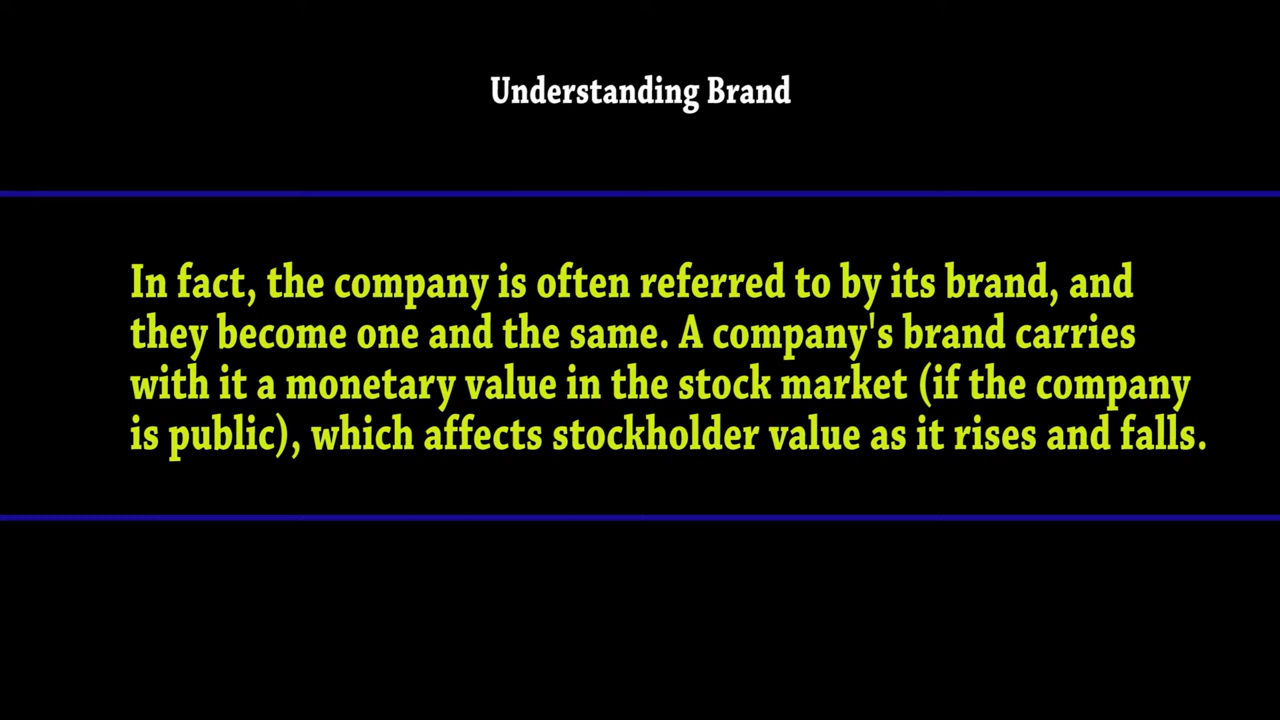 Understanding Brand
In fact, the company is often referred to by its brand, and
they become one and the same. A company's brand carries
with it a monetary value in the stock market (if the company
is public), which affects stockholder value as it rises and falls.